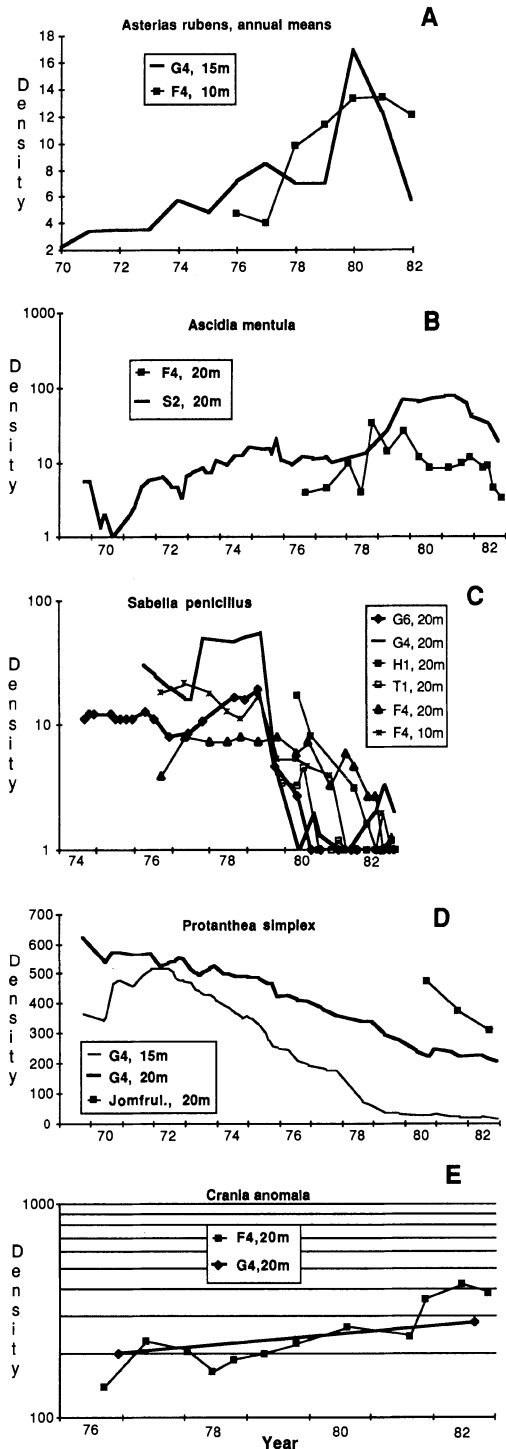 A
Asterias rubens, annual means
Density
18
16
14
12
10
8
6
4
2
G4, 15m
F4, 10m
70 72 74 76 78 80 82
B
Ascidia mentula
Density
1000
100
10
1
F4, 20m
S2, 20m
70 72 74 76 78 80 82
C
Sabella penicillus
Density
100
10
1
G6, 20m
G4, 20m
H1, 20m
T1, 20m
F4, 20m
F4, 10m
74 76 78 80 82
D
Protanthea simplex
Density
700
600
500
400
300
200
100
0
G4, 15m
G4, 20m
Jomfrul., 20m
70 72 74 76 78 80 82
E
Crania anomala
Density
1000
100
F4,20m
G4,20m
76 78 80 82
Year